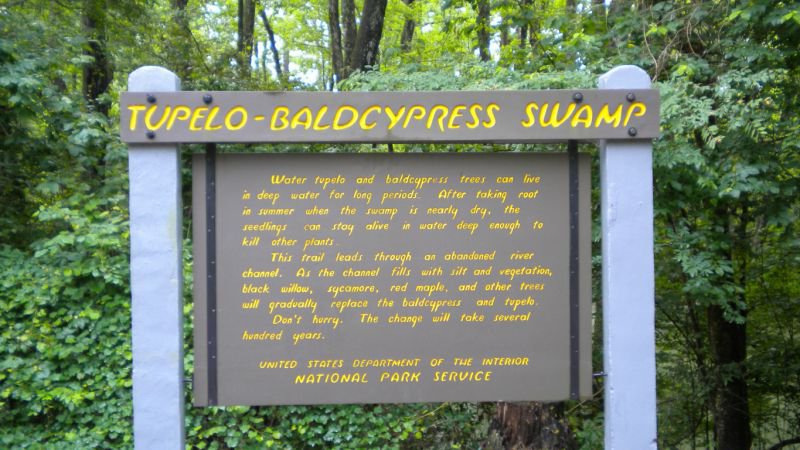 TUPELO-BALDCYPRESS SWAMP
Water tupelo and baldcypress trees can live
in deep water for long periods. After taking root
in summer when the swamp is nearly dry, the
seedlings can stay alive in water deep enough to
kill other plants.
This trail leads through an abandoned river
channel. As the channel fills with silt and vegetation,
black willow, sycamore, red maple, and other trees
will gradually replace the baldcypress and tupelo.
Don't hurry. The change will take several
hundred years.
UNITED STATES DEPARTMENT OF THE INTERIOR
NATIONAL PARK SERVICE